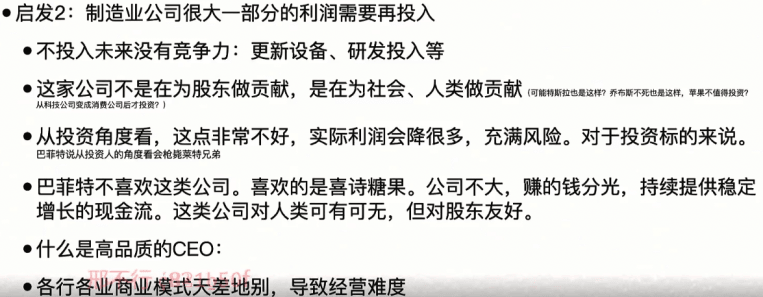 ● 启发2：制造业公司很大一部分的利润需要再投入
● 不投入未来没有竞争力：更新设备、研发投入等
● 这家公司不是在为股东做贡献，是在为社会、人类做贡献（可能特斯拉也是这样？乔布斯不死也是这样，苹果不值得投资？
从科技公司变成消费公司后才投资？）
● 从投资角度看，这点非常不好，实际利润会降很多，充满风险。对于投资标的来说。
巴菲特说从投资人的角度看会枪毙莱特兄弟
● 巴菲特不喜欢这类公司。喜欢的是喜诗糖果。公司不大，赚的钱分光，持续提供稳定
增长的现金流。这类公司对人类可有可无，但对股东友好。
● 什么是高品质的CEO：
● 各行各业商业模式天差地别，导致经营难度